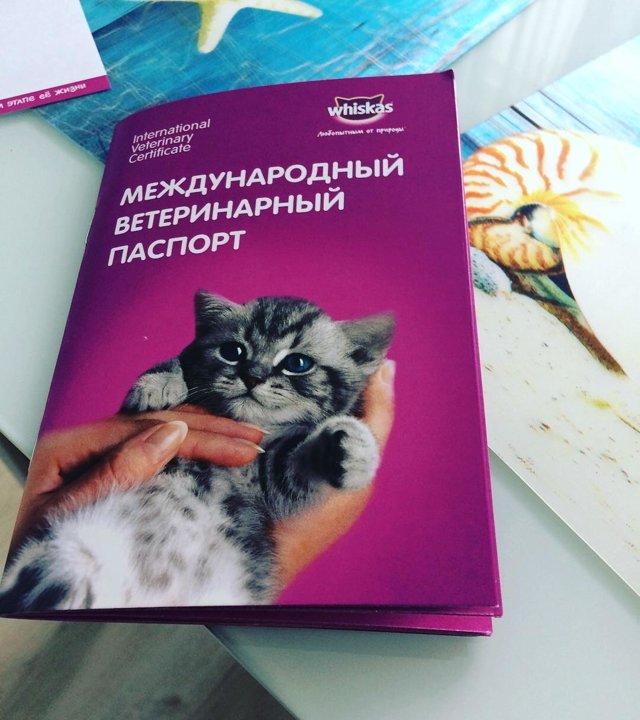 М ЭТАПЕ ЕЁ ЖИЗНИ
International
Veterinary
Certificate
whiskas
Любопытным от природы
МЕЖДУНАРОДНЫЙ
ВЕТЕРИНАРНЫЙ
ПАСПОРТ